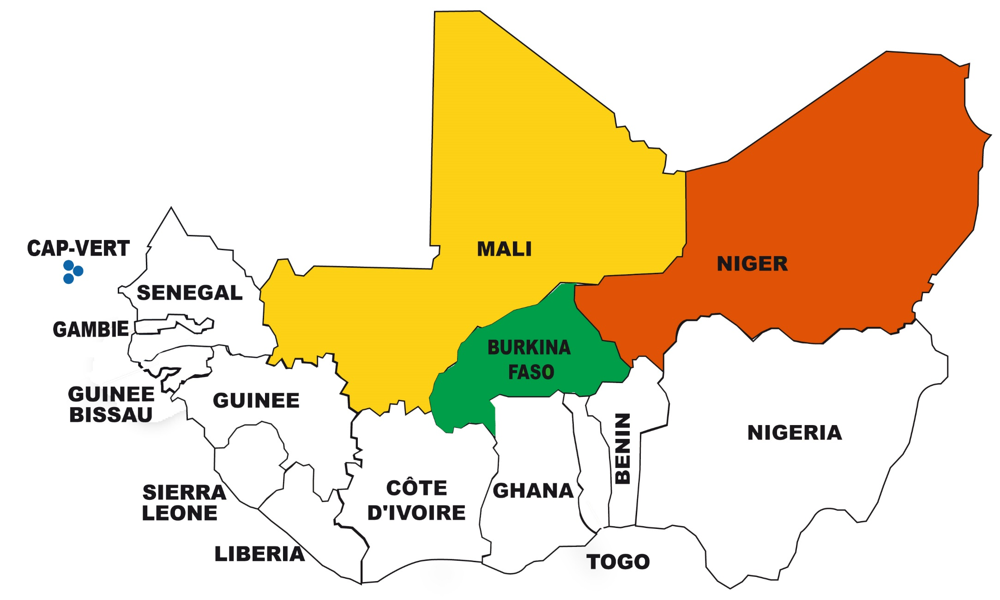 MALI
CAP-VERT
NIGER
SENEGAL
GAMBIE
BURKINA
FASO
GUINEE
BISSAU
GUINEE
NIGERIA
BENIN
SIERRA
LEONE
CÔTE
D'IVOIRE
GHANA
LIBERIA
TOGO